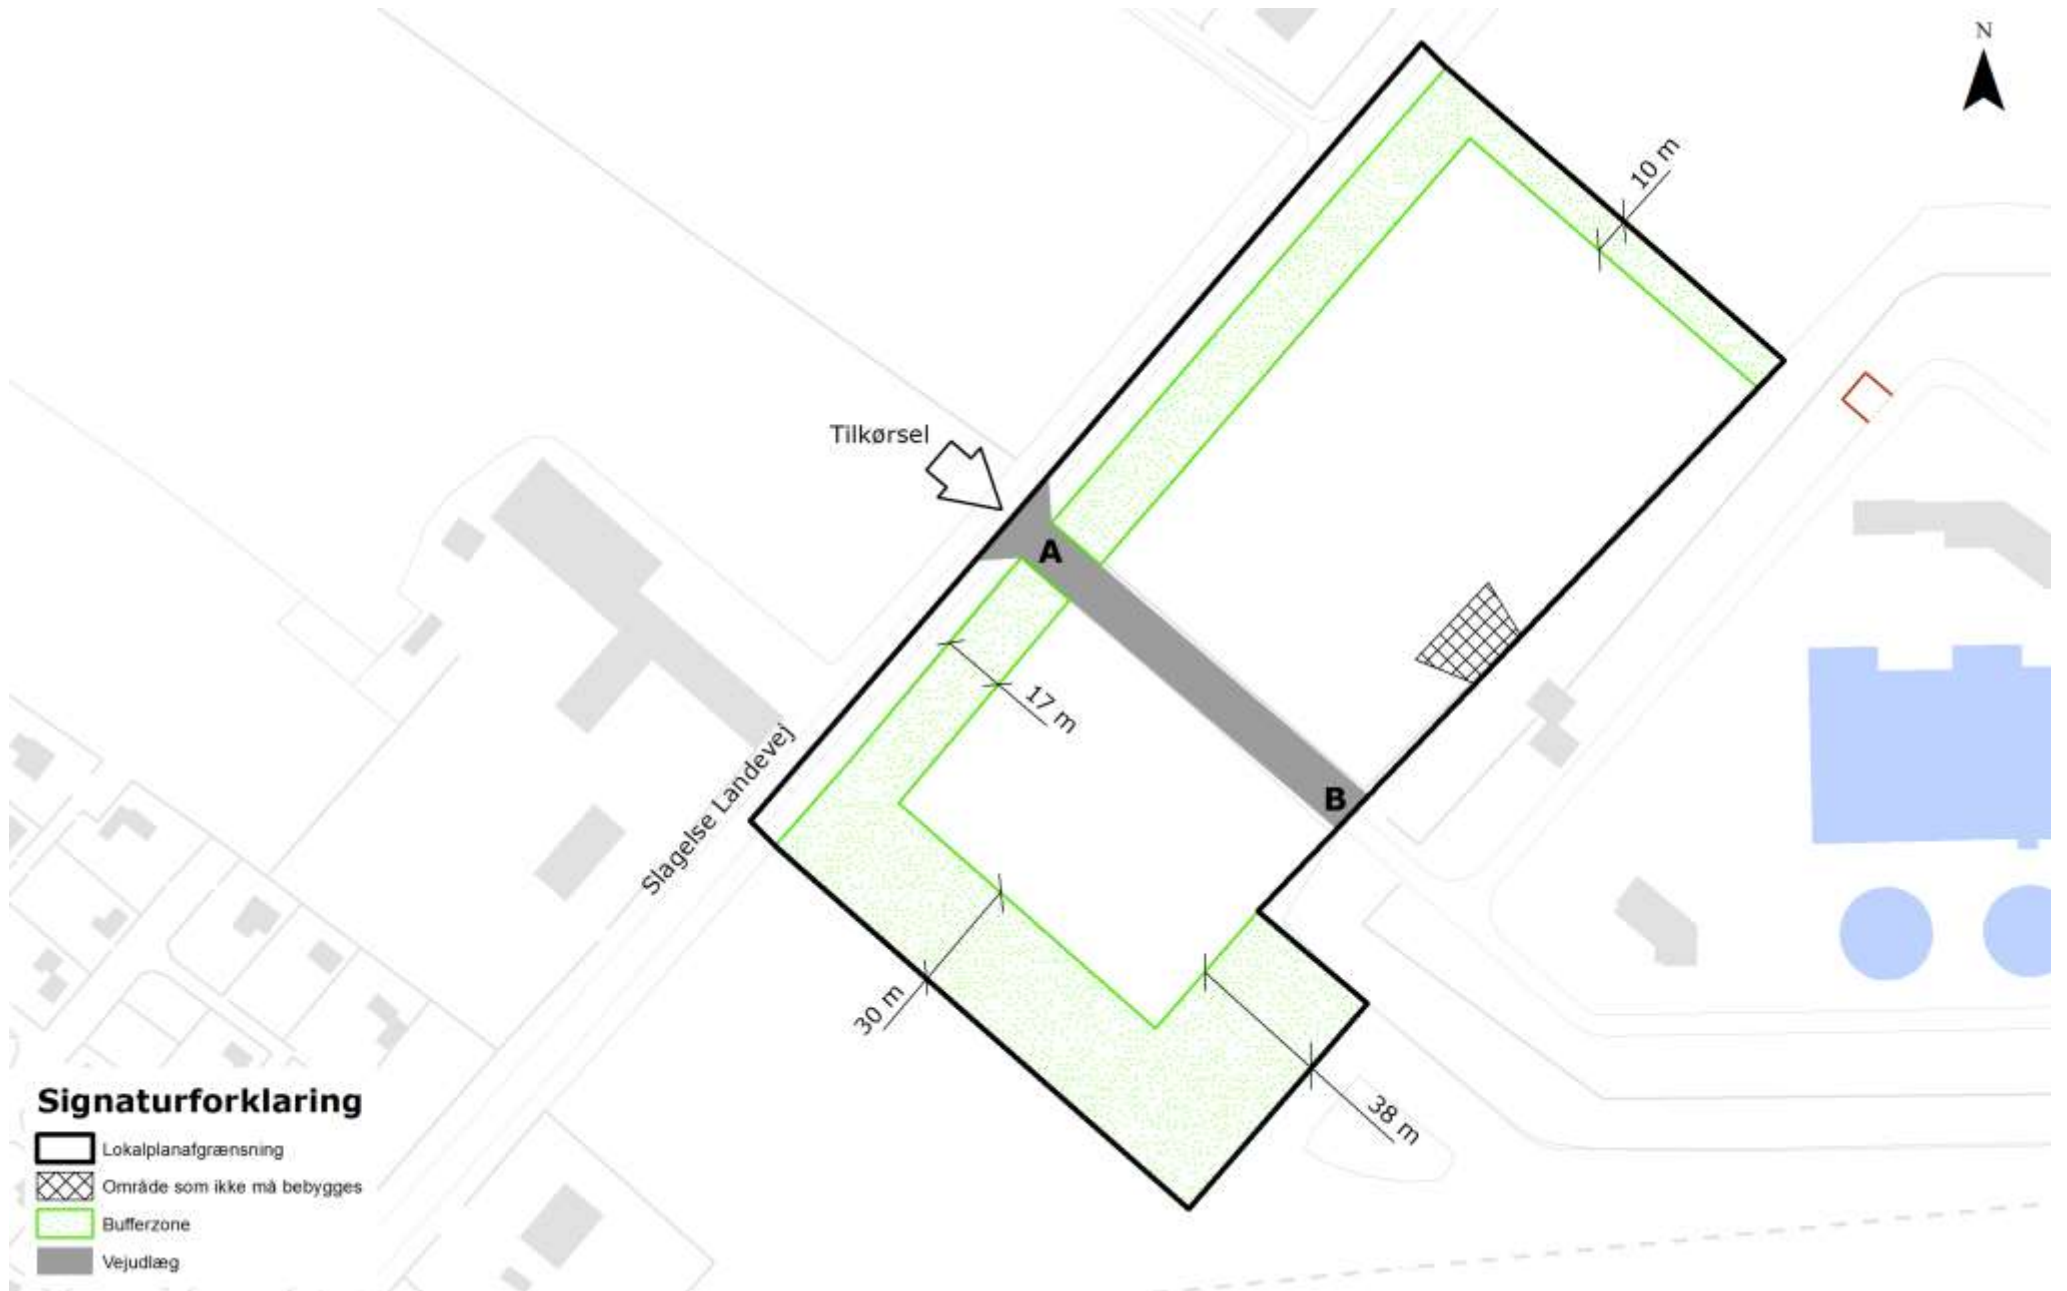 N
10 m
Tilkørsel
A
17 m
B
Slagelse Landevej
30 m
38 m
Signaturforklaring
Lokalplanafgrænsning
Område som ikke må bebygges
Bufferzone
Vejudlæg